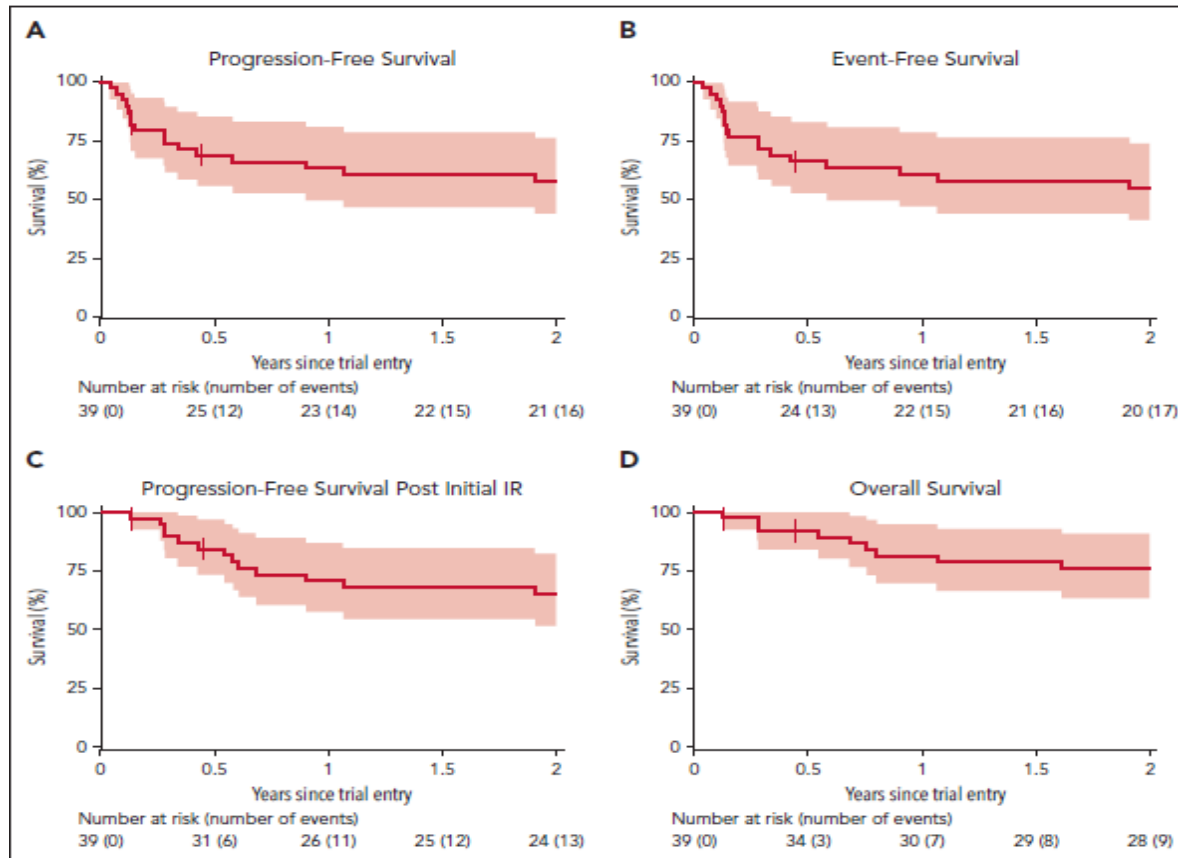 A
Progression-Free Survival
100
75
50
25
0
Survival (%)
0 0.5 1 1.5 2
Years since trial entry
Number at risk (number of events)
39 (0) 25 (12) 23 (14) 22 (15) 21 (16)
B
Event-Free Survival
100
75
50
25
0
Survival (%)
0 0.5 1 1.5 2
Years since trial entry
Number at risk (number of events)
39 (0) 24 (13) 22 (15) 21 (16) 20 (17)
C
Progression-Free Survival Post Initial IR
100
75
50
25
0
Survival (%)
0 0.5 1 1.5 2
Years since trial entry
Number at risk (number of events)
39 (0) 31 (6) 26 (11) 25 (12) 24 (13)
D
Overall Survival
100
75
50
25
0
Survival (%)
0 0.5 1 1.5 2
Years since trial entry
Number at risk (number of events)
39 (0) 34 (3) 30 (7) 29 (8) 28 (9)